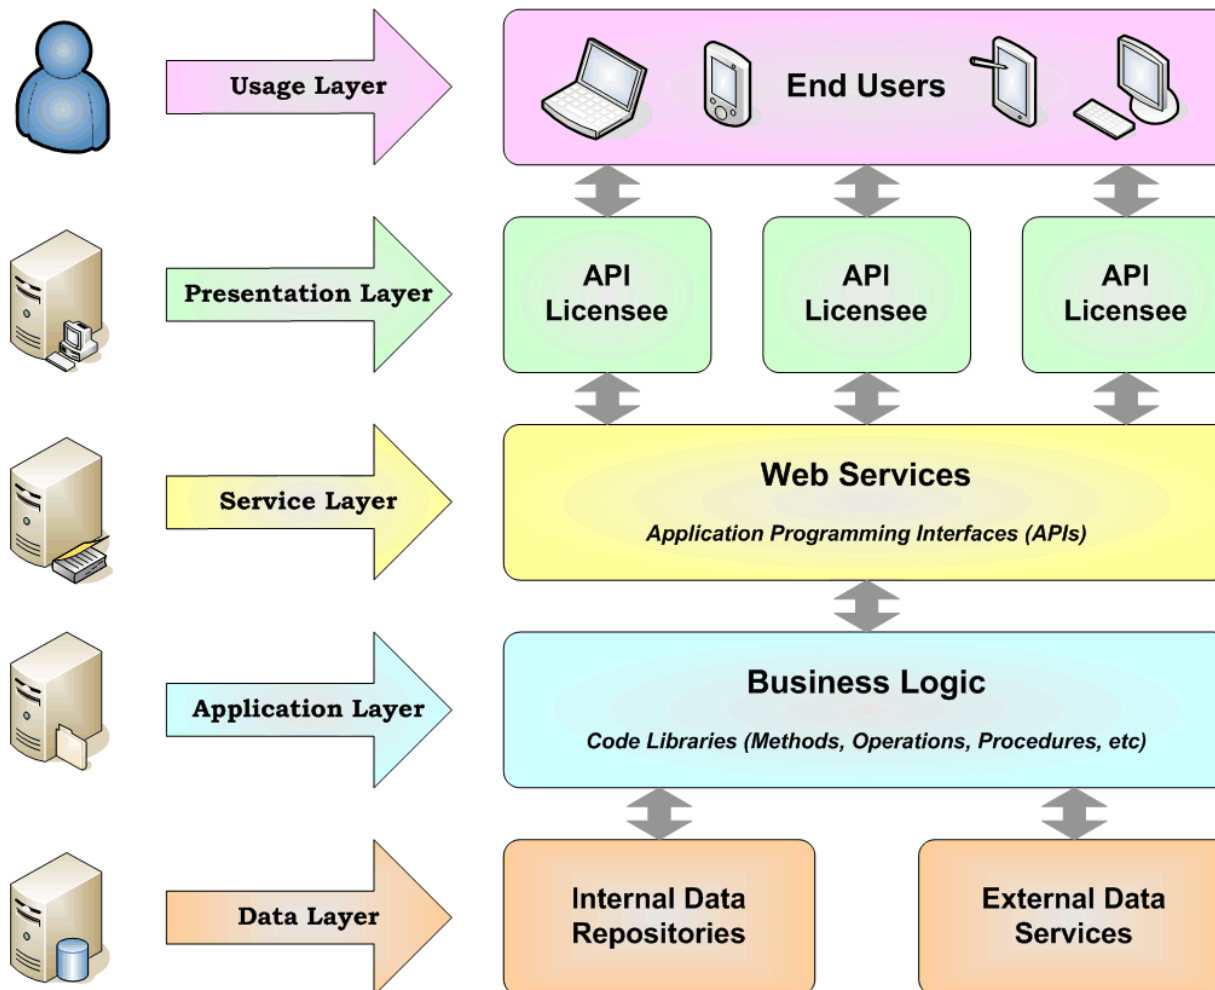 Usage Layer
End Users
Presentation Layer
API
Licensee
API
Licensee
API
Licensee
Service Layer
Web Services
Application Programming Interfaces (APIs)
Application Layer
Business Logic
Code Libraries (Methods, Operations, Procedures, etc)
Data Layer
Internal Data
Repositories
External Data
Services